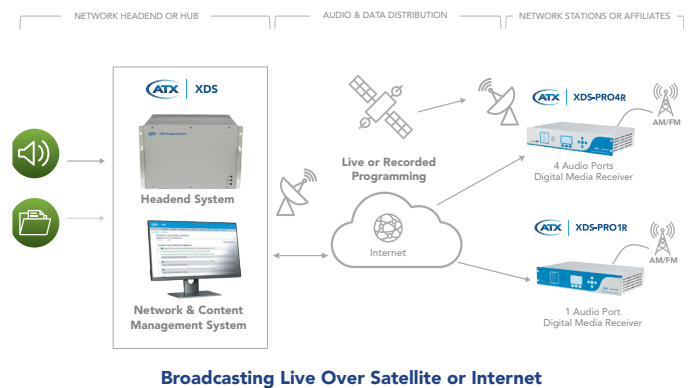 NETWORK HEADEND OR HUB
AUDIO & DATA DISTRIBUTION
NETWORK STATIONS OR AFFILIATES
ATX XDS
Headend System
Network & Content
Management System
Live or Recorded
Programming
Internet
ATX XDS-PRO4R
AM/FM
4 Audio Ports
Digital Media Receiver
ATX XDS-PRO1R
AM/FM
1 Audio Port
Digital Media Receiver
Broadcasting Live Over Satellite or Internet